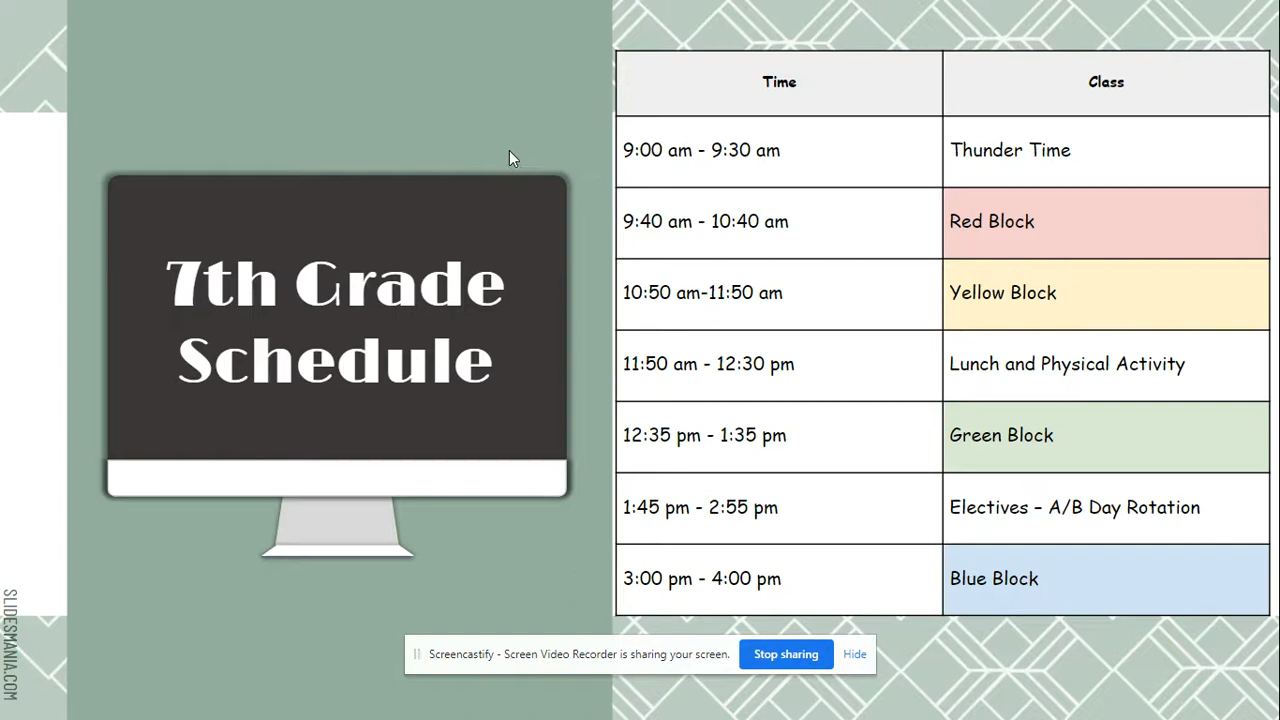 7th Grade
Schedule
Time Class
9:00 am - 9:30 am Thunder Time
9:40 am - 10:40 am Red Block
10:50 am-11:50 am Yellow Block
11:50 am - 12:30 pm Lunch and Physical Activity
12:35 pm - 1:35 pm Green Block
1:45 pm - 2:55 pm Electives – A/B Day Rotation
3:00 pm - 4:00 pm Blue Block
SLIDESMANIA.COM
Screencastify - Screen Video Recorder is sharing your screen. Stop sharing Hide